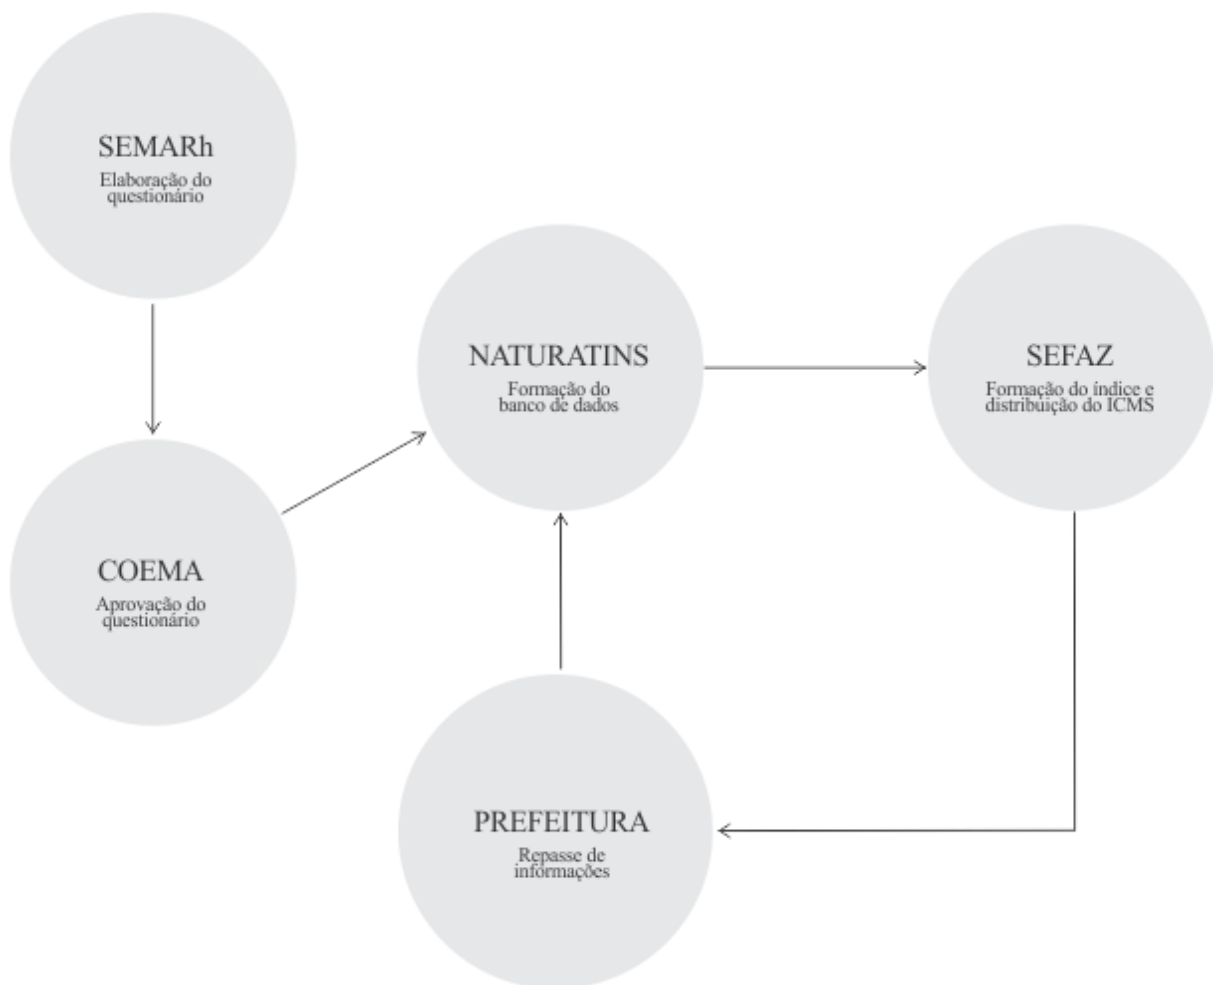 SEMARh
Elaboração do
questionário
NATURATINS
Formação do
banco de dados
SEFAZ
Formação do índice e
distribuição do ICMS
COEMA
Aprovação do
questionário
PREFEITURA
Repasse de
informações